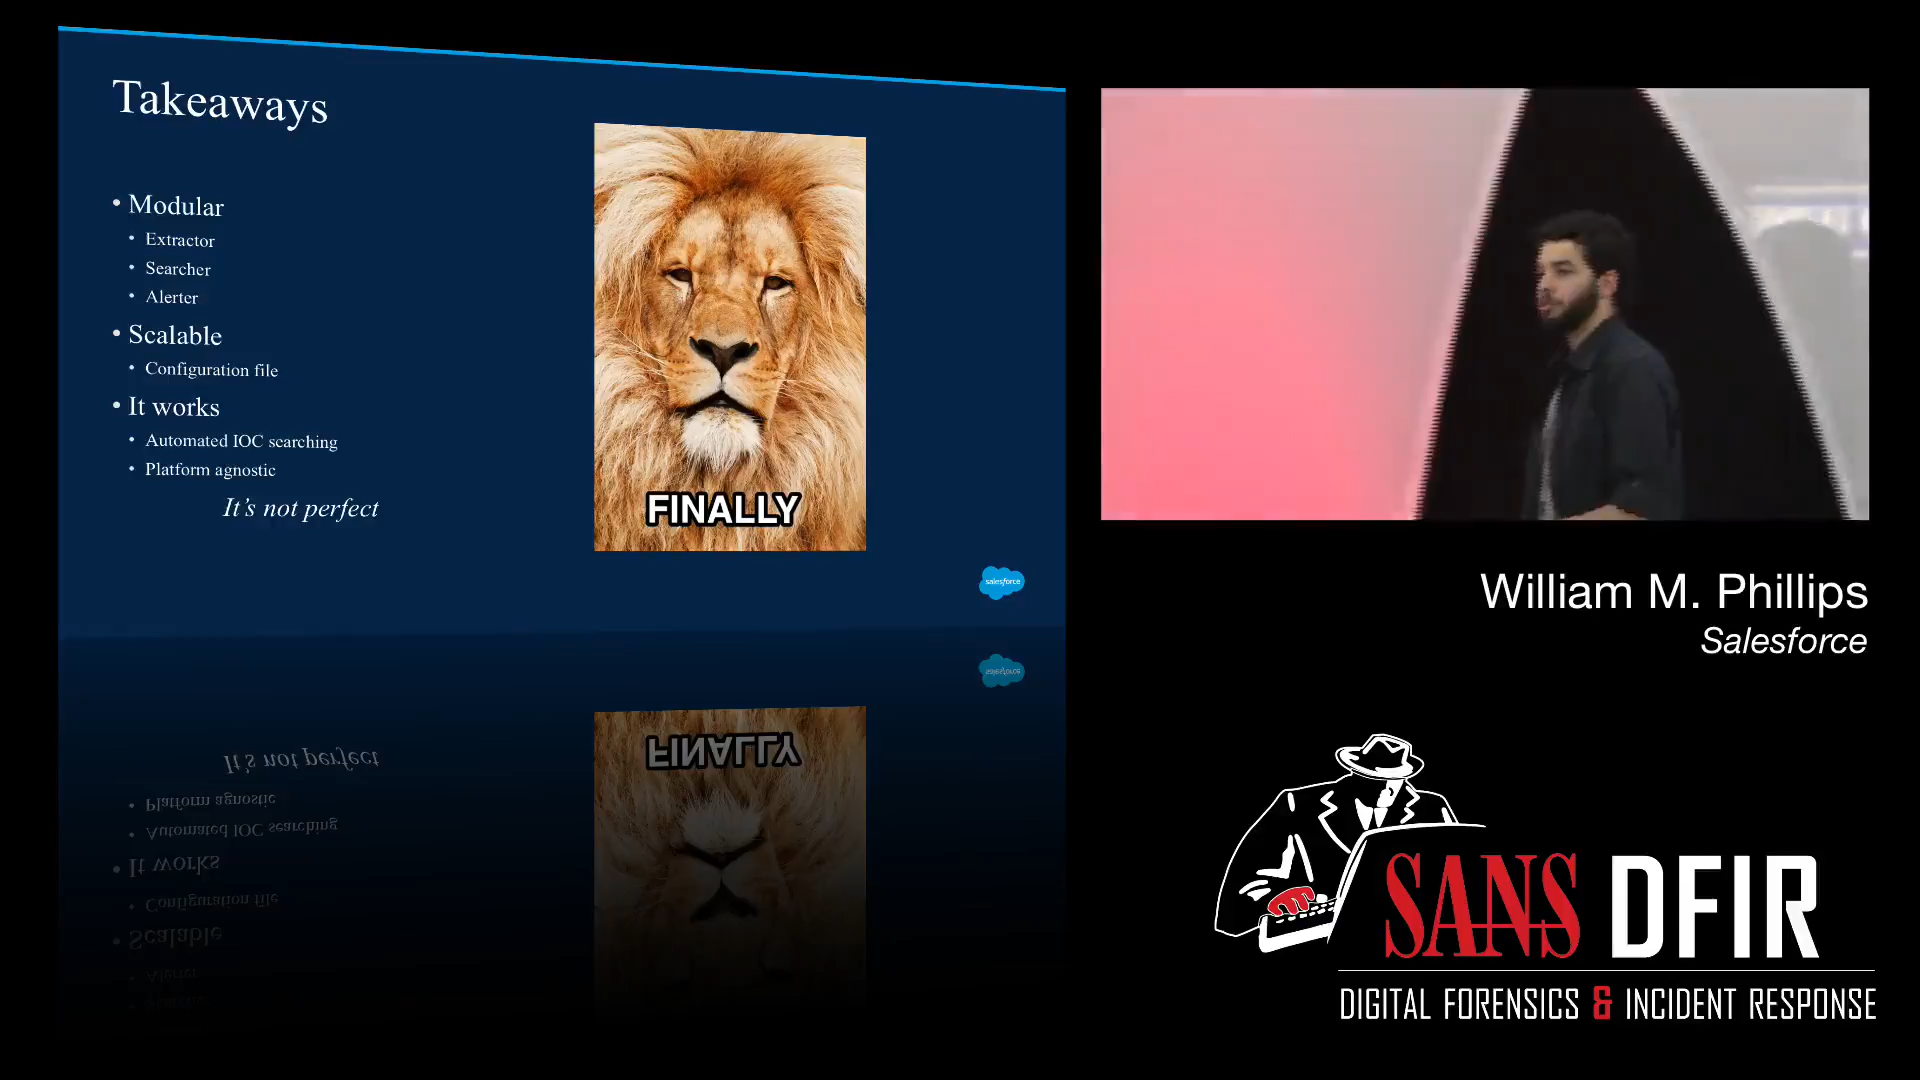 Takeaways
• Modular
• Extractor
• Searcher
• Alerter
• Scalable
• Configuration file
• It works
• Automated IOC searching
• Platform agnostic
It’s not perfect
FINALLY
salesforce
William M. Phillips
Salesforce
SANS DFIR
DIGITAL FORENSICS & INCIDENT RESPONSE